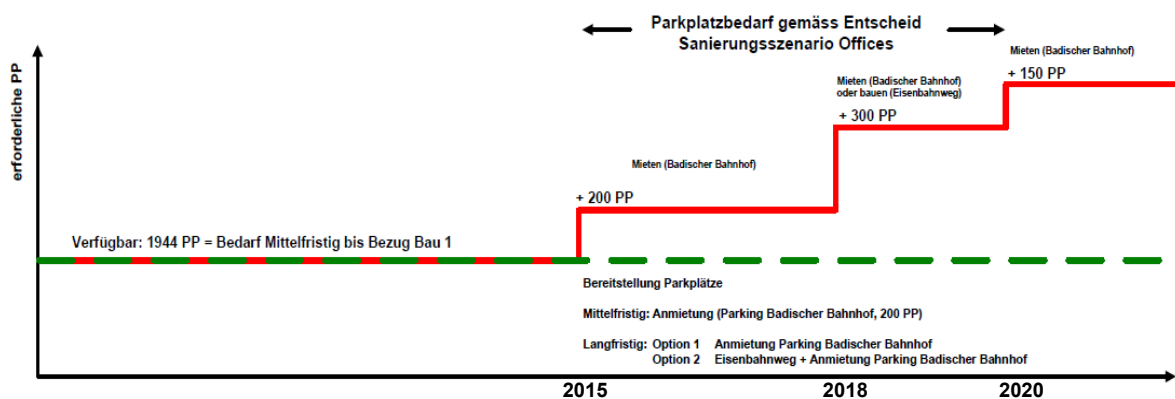 Parkplatzbedarf gemäss Entscheid
Sanierungsszenario Offices
erforderliche PP
Mieten (Badischer Bahnhof)
+ 150 PP
Mieten (Badischer Bahnhof)
oder bauen (Eisenbahnweg)
+ 300 PP
Mieten (Badischer Bahnhof)
+ 200 PP
Verfügbar: 1944 PP = Bedarf Mittelfristig bis Bezug Bau 1
Bereitstellung Parkplätze
Mittelfristig: Anmietung (Parking Badischer Bahnhof, 200 PP)
Langfristig: Option 1 Anmietung Parking Badischer Bahnhof
Option 2 Eisenbahnweg + Anmietung Parking Badischer Bahnhof
2015 2018 2020